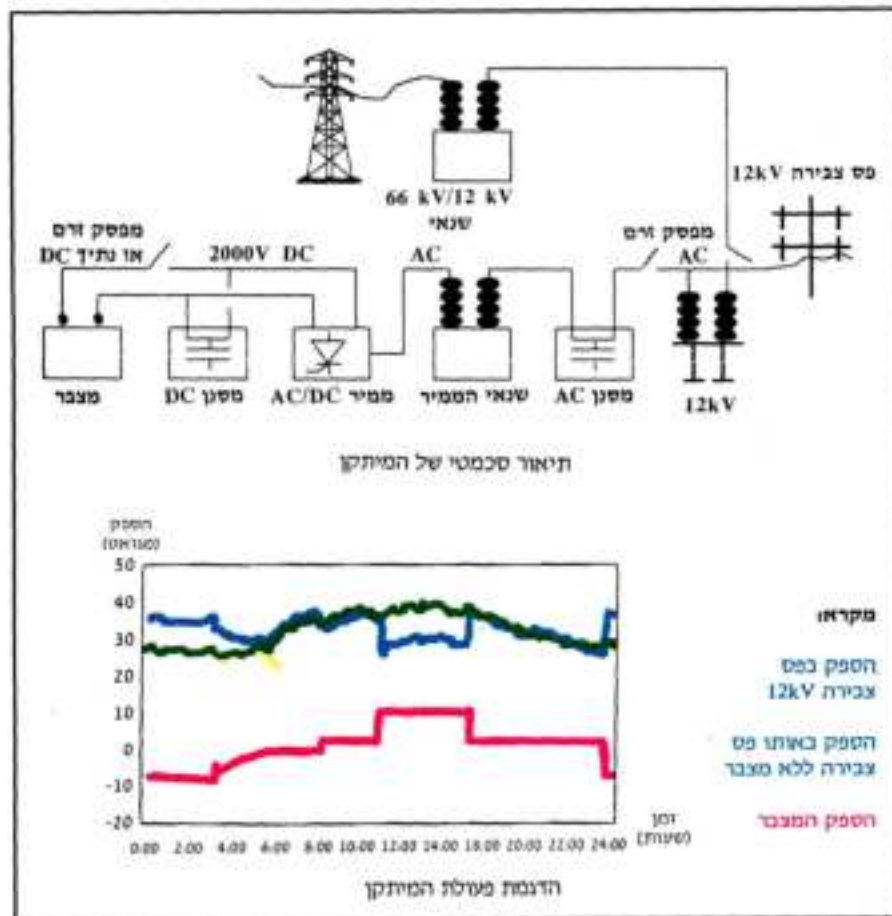 פס צבירה 12kV
66 kV/12 kV
שנאי
מפסק זרם
AC
מפסק זרם
או נתיך DC
2000V DC
AC
מצבר
מסנן DC
ממיר AC/DC
שנאי הממיר
מסנן AC
12kV
תיאור סכמטי של המיתקן
הספק
(מגוואט)
50
40
30
20
10
0
-10
-20
0.00 2.00 4.00 6.00 8.00 10.00 12.00 14.00 18.00 20.00 22.00 24.00
זמן
(שעות)
מקרא:
הספק בפס
צבירה 12kV
הספק באותו פס
צבירה ללא מצבר
הספק המצבר
הדגמת פעולת המיתקן